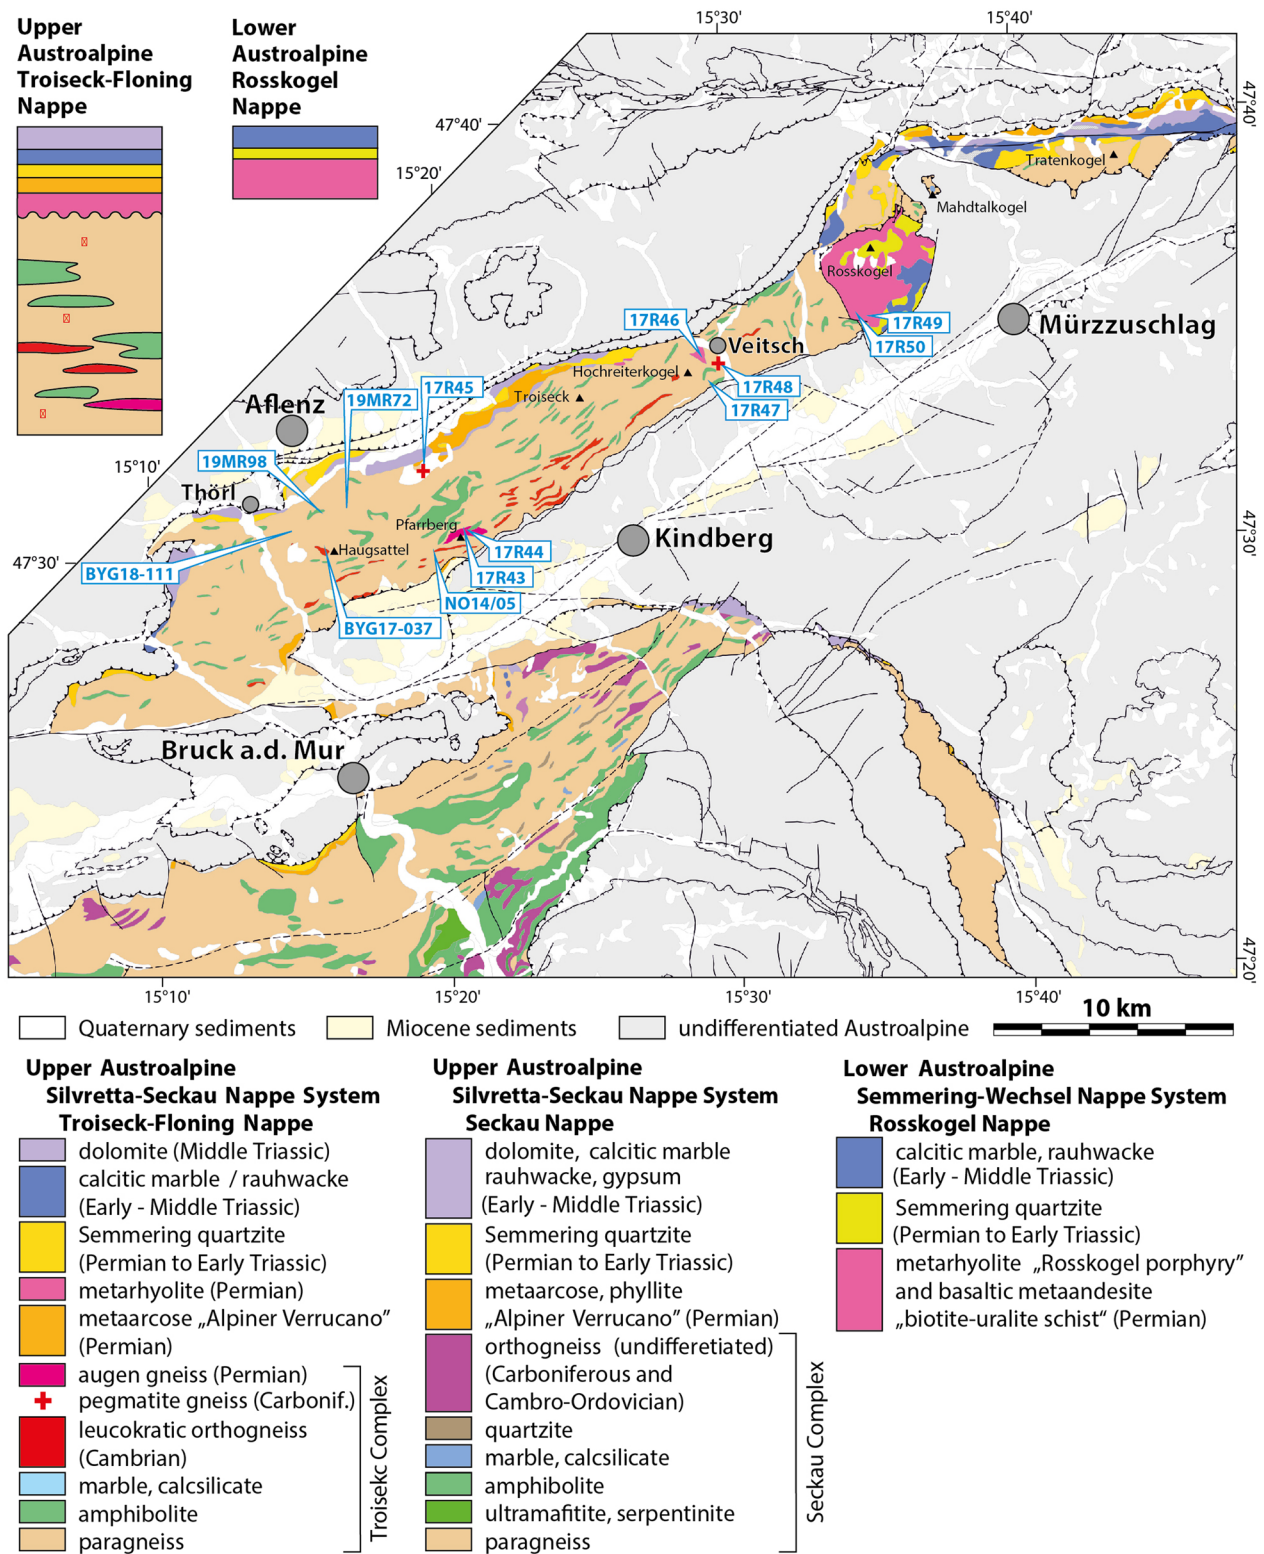 Upper
Austroalpine
Troiseck-Floning
Nappe
Lower
Austroalpine
Rosskogel
Nappe
15°30'
15°40'
47°40'
47°40'
15°20'
Tratenkogel
Mahdtalkogel
Rosskogel
17R46
17R49
17R50
Mürzzuschlag
Veitsch
Hochreiterkogel
17R45
17R48
19MR72
Troiseck
17R47
Aflenz
15°10'
19MR98
Thörl
Pfarrberg
47°30'
Kindberg
47°30'
Haugsattel
17R44
BYG18-111
17R43
NO14/05
BYG17-037
Bruck a.d. Mur
47°20'
15°10'
15°20'
15°30'
15°40'
10 km
Quaternary sediments
Miocene sediments
undifferentiated Austroalpine
Upper Austroalpine
Silvretta-Seckau Nappe System
Troiseck-Floning Nappe
dolomite (Middle Triassic)
calcitic marble / rauhwacke
(Early - Middle Triassic)
Semmering quartzite
(Permian to Early Triassic)
metarhyolite (Permian)
metaarcose „Alpiner Verrucano”
(Permian)
augen gneiss (Permian)
pegmatite gneiss (Carbonif.)
leucokratic orthogneiss
(Cambrian)
marble, calcsilicate
amphibolite
paragneiss
Troisekc Complex
Upper Austroalpine
Silvretta-Seckau Nappe System
Seckau Nappe
dolomite, calcitic marble
rauhwacke, gypsum
(Early - Middle Triassic)
Semmering quartzite
(Permian to Early Triassic)
metaarcose, phyllite
„Alpiner Verrucano” (Permian)
orthogneiss (undifferetiated)
(Carboniferous and
Cambro-Ordovician)
quartzite
marble, calcsilicate
amphibolite
ultramafitite, serpentinite
paragneiss
Seckau Complex
Lower Austroalpine
Semmering-Wechsel Nappe System
Rosskogel Nappe
calcitic marble, rauhwacke
(Early - Middle Triassic)
Semmering quartzite
(Permian to Early Triassic)
metarhyolite „Rosskogel porphyry”
and basaltic metaandesite
„biotite-uralite schist“ (Permian)